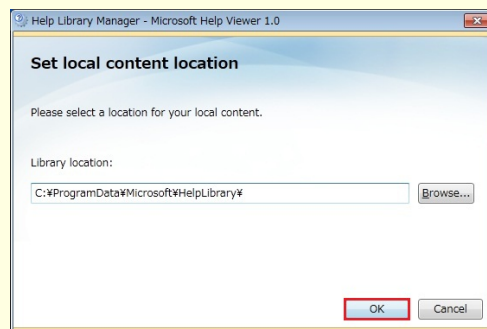 Help Library Manager - Microsoft Help Viewer 1.0
Set local content location
Please select a location for your local content.
Library location:
C:¥ProgramData¥Microsoft¥HelpLibrary¥
Browse...
OK
Cancel